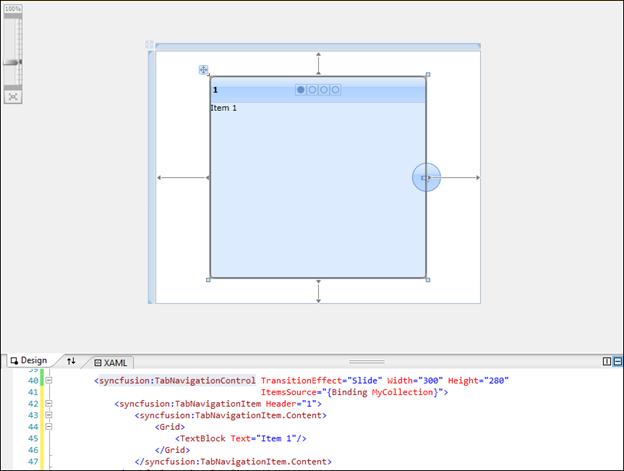 100%
1
Item 1
Design
XAML
39
40 <syncfusion:TabNavigationControl TransitionEffect="Slide" Width="300" Height="280"
41 ItemsSource="{Binding MyCollection}">
42 <syncfusion:TabNavigationItem Header="1">
43 <syncfusion:TabNavigationItem.Content>
44 <Grid>
45 <TextBlock Text="Item 1"/>
46 </Grid>
47 </syncfusion:TabNavigationItem.Content>